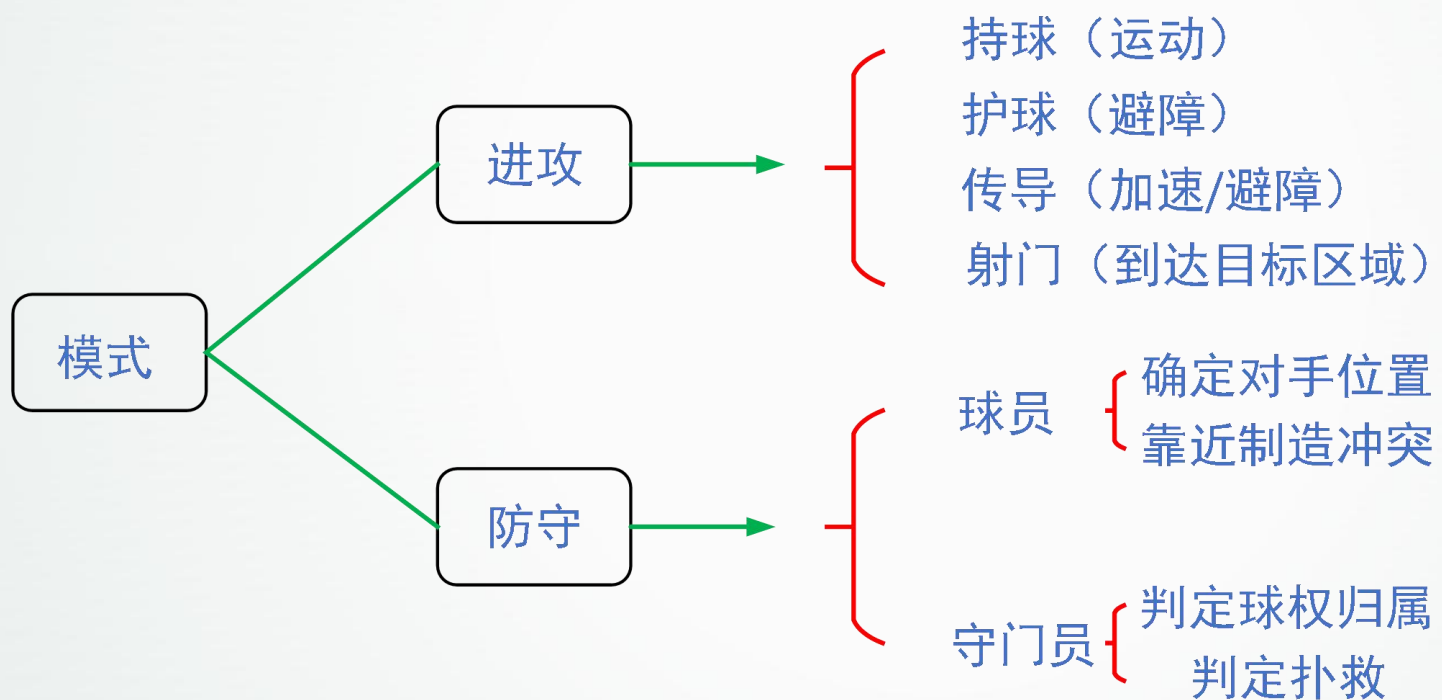 模式
进攻
持球（运动）
护球（避障）
传导（加速/避障）
射门（到达目标区域）
防守
球员
确定对手位置
靠近制造冲突
守门员
判定球权归属
判定扑救